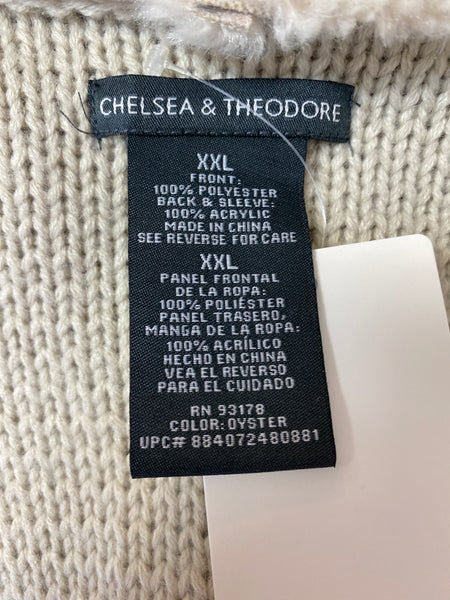 CHELSEA & THEODORE
XXL
FRONT:
100% POLYESTER
BACK & SLEEVE:
100% ACRYLIC
MADE IN CHINA
SEE REVERSE FOR CARE
XXL
PANEL FRONTAL
DE LA ROPA:
100% POLIÉSTER
PANEL TRASERO,
MANGA DE LA ROPA:
100% ACRÍLICO
HECHO EN CHINA
VEA EL REVERSO
PARA EL CUIDADO
RN 93178
COLOR: OYSTER
UPC# 884072480881